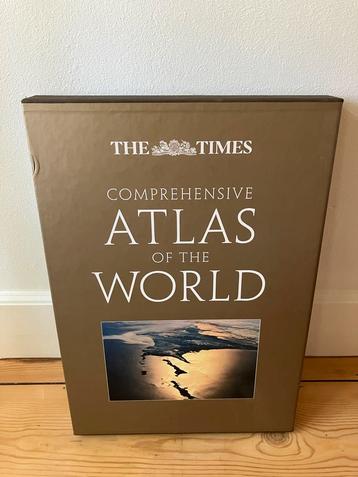 THE TIMES
COMPREHENSIVE
ATLAS
OF THE
WORLD